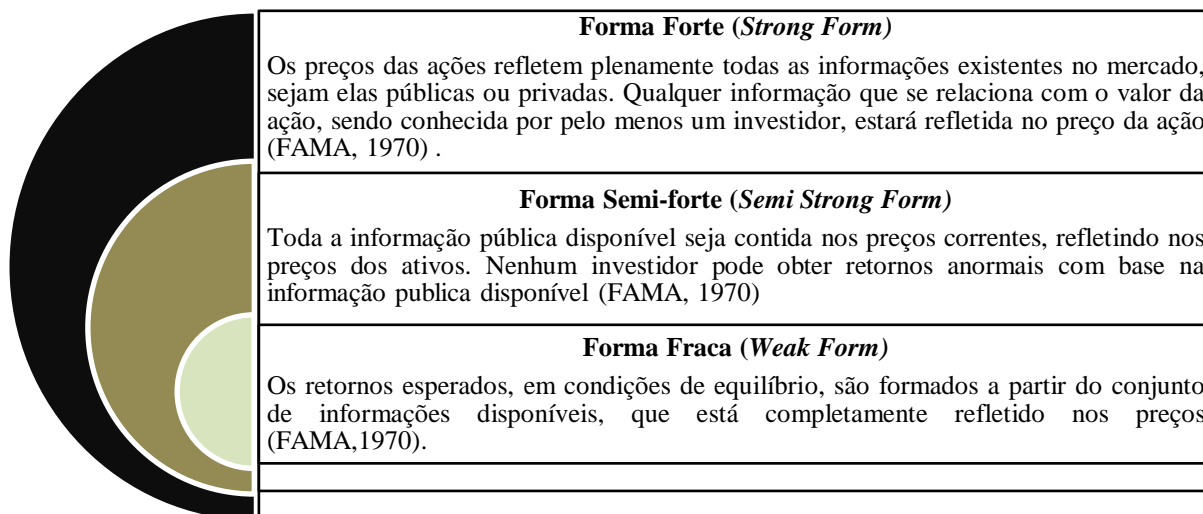 Forma Forte (Strong Form)
Os preços das ações refletem plenamente todas as informações existentes no mercado,
sejam elas públicas ou privadas. Qualquer informação que se relaciona com o valor da
ação, sendo conhecida por pelo menos um investidor, estará refletida no preço da ação
(FAMA, 1970) .
Forma Semi-forte (Semi Strong Form)
Toda a informação pública disponível seja contida nos preços correntes, refletindo nos
preços dos ativos. Nenhum investidor pode obter retornos anormais com base na
informação publica disponível (FAMA, 1970)
Forma Fraca (Weak Form)
Os retornos esperados, em condições de equilíbrio, são formados a partir do conjunto
de informações disponíveis, que está completamente refletido nos preços
(FAMA,1970).